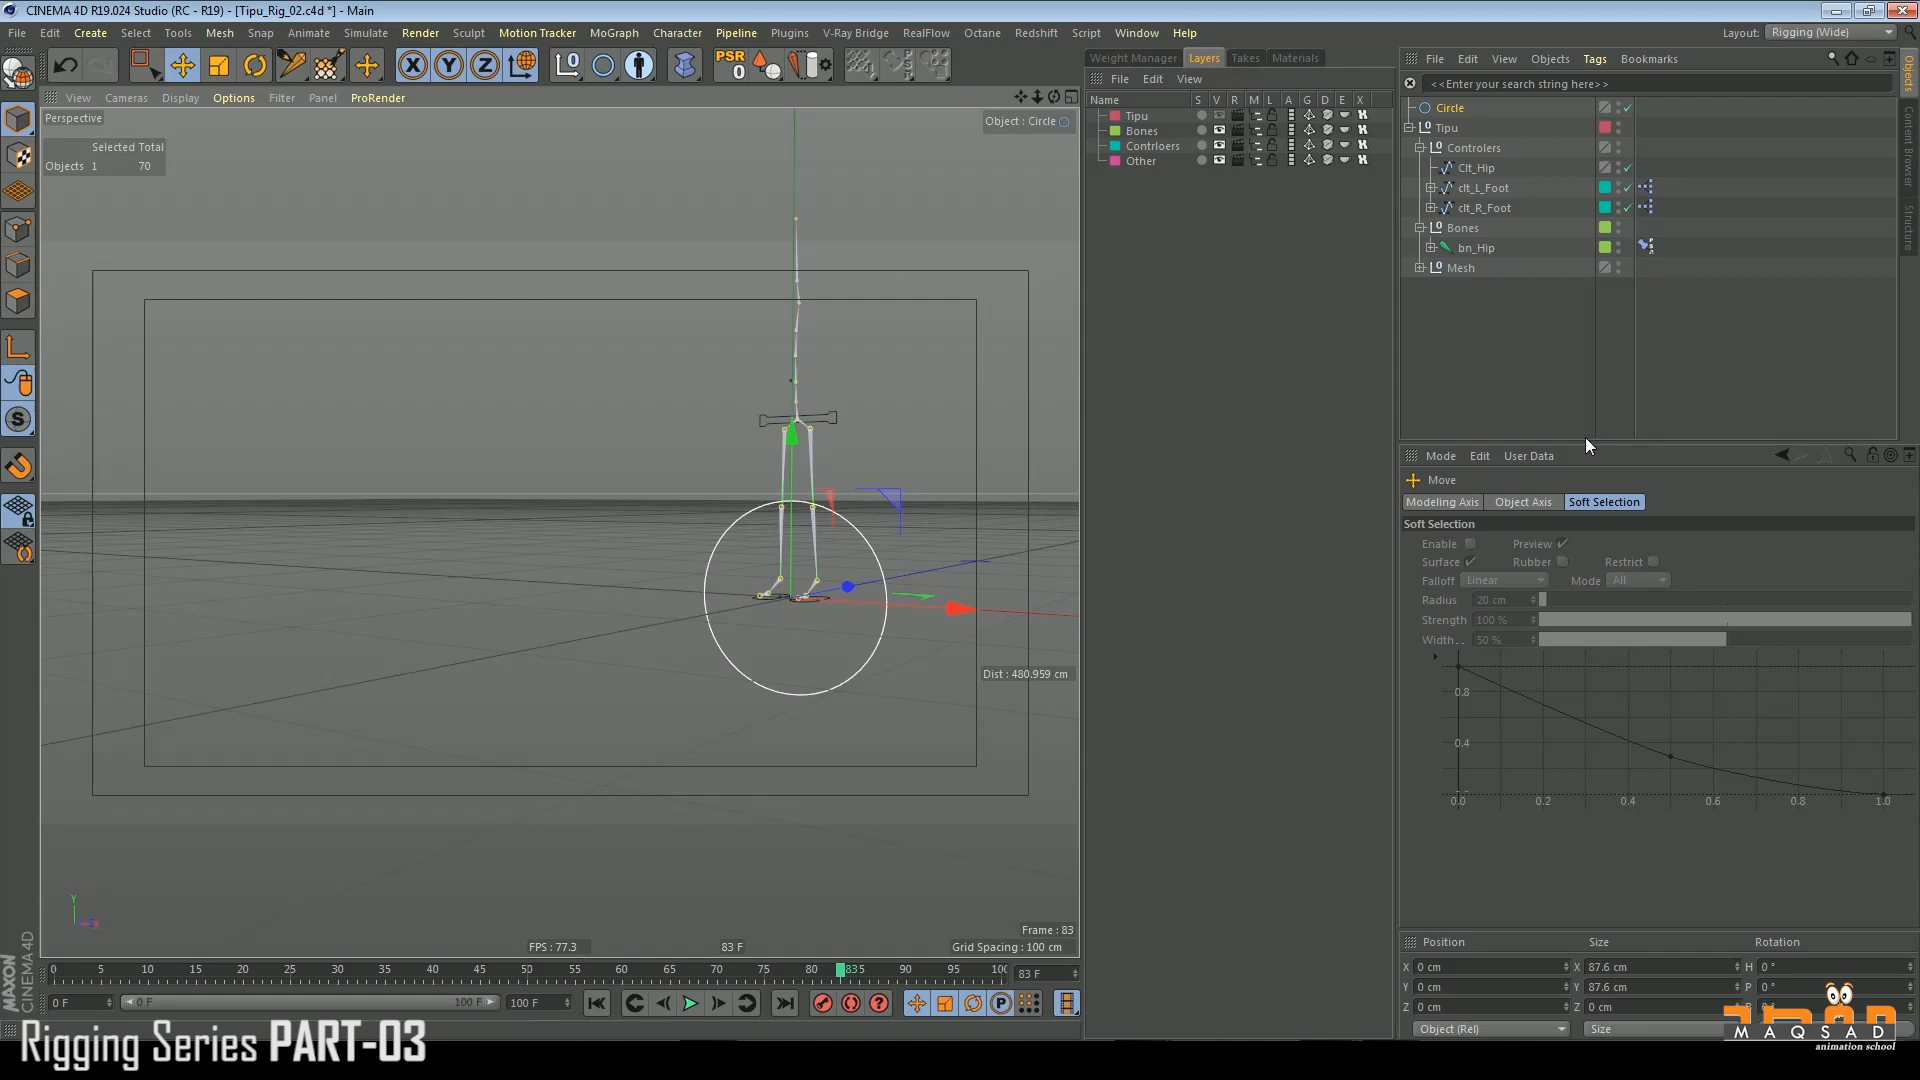 CINEMA 4D R19.024 Studio (RC - R19) - [Tipu_Rig_02.c4d *] - Main
File Edit Create Select Tools Mesh Snap Animate Simulate Render Sculpt Motion Tracker MoGraph Character Pipeline Plugins V-Ray Bridge RealFlow Octane Redshift Script Window Help
Layout: Rigging (Wide)
X Y Z PSR 0
View Cameras Display Options Filter Panel ProRender
Perspective
Object : Circle
Selected Total
Objects 1 70
Dist : 480.959 cm
Y
Frame : 83
FPS : 77.3 83 F Grid Spacing : 100 cm
Weight Manager Layers Takes Materials
File Edit View
Name S V R M L A G D E X
Tipu
Bones
Contrloers
Other
File Edit View Objects Tags Bookmarks
<<Enter your search string here>>
Circle
Tipu
Controlers
Clt_Hip
clt_L_Foot
clt_R_Foot
Bones
bn_Hip
Mesh
Objects
Content Browser
Structure
Mode Edit User Data
Move
Modeling Axis Object Axis Soft Selection
Soft Selection
Enable Preview
Surface Rubber Restrict
Falloff Linear Mode All
Radius 20 cm
Strength 100 %
Width . . 50 %
0.8
0.4
0.0 0.2 0.4 0.6 0.8 1.0
Position Size Rotation
X 0 cm X 87.6 cm H 0 °
Y 0 cm Y 87.6 cm P 0 °
Z 0 cm Z 0 cm
Object (Rel) Size
0 5 10 15 20 25 30 35 40 45 50 55 60 65 70 75 80 835 90 95 100 83 F
0 F 0 F 100 F 100 F
MAXON
CINEMA 4D
Rigging Series PART-03
MAQSAD
animation school